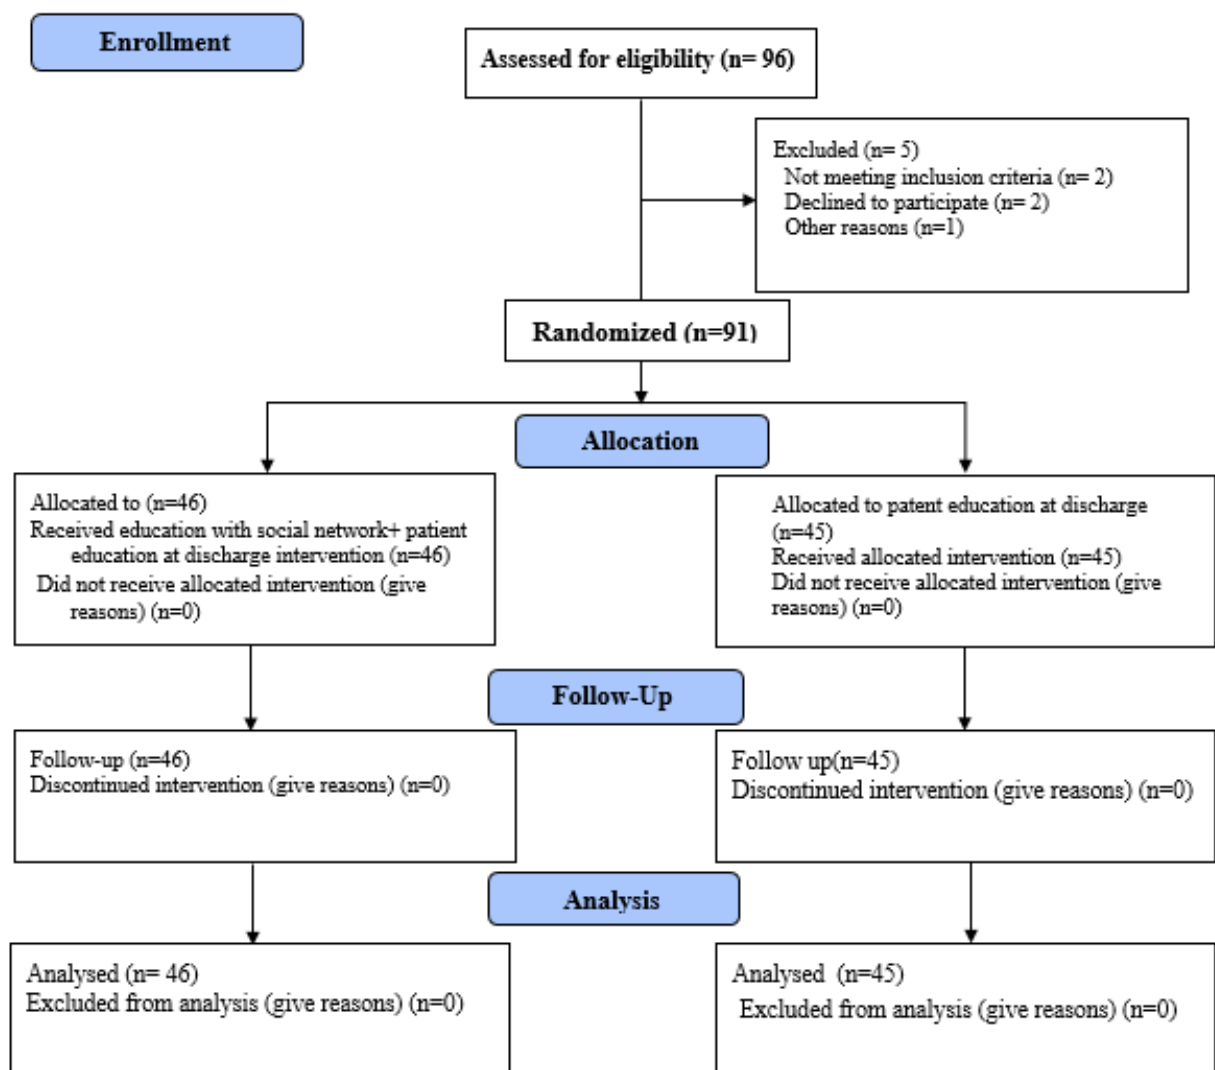 Enrollment
Assessed for eligibility (n= 96)
Excluded (n= 5)
Not meeting inclusion criteria (n= 2)
Declined to participate (n= 2)
Other reasons (n=1)
Randomized (n=91)
Allocation
Allocated to (n=46)
Received education with social network+ patient
education at discharge intervention (n=46)
Did not receive allocated intervention (give
reasons) (n=0)
Allocated to patent education at discharge
(n=45)
Received allocated intervention (n=45)
Did not receive allocated intervention (give
reasons) (n=0)
Follow-Up
Follow-up (n=46)
Discontinued intervention (give reasons) (n=0)
Follow up(n=45)
Discontinued intervention (give reasons) (n=0)
Analysis
Analysed (n= 46)
Excluded from analysis (give reasons) (n=0)
Analysed (n=45)
Excluded from analysis (give reasons) (n=0)